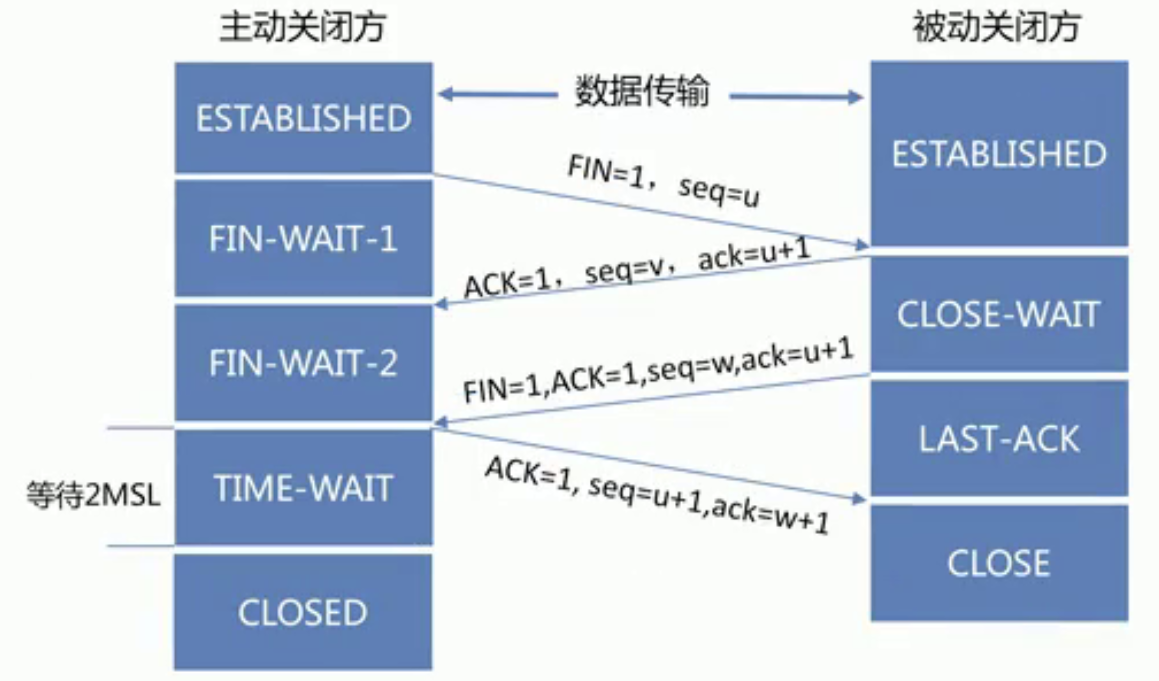 主动关闭方
被动关闭方
ESTABLISHED
数据传输
ESTABLISHED
FIN=1，seq=u
FIN-WAIT-1
ACK=1，seq=v，ack=u+1
CLOSE-WAIT
FIN-WAIT-2
FIN=1,ACK=1,seq=w,ack=u+1
LAST-ACK
等待2MSL
TIME-WAIT
ACK=1, seq=u+1,ack=w+1
CLOSE
CLOSED